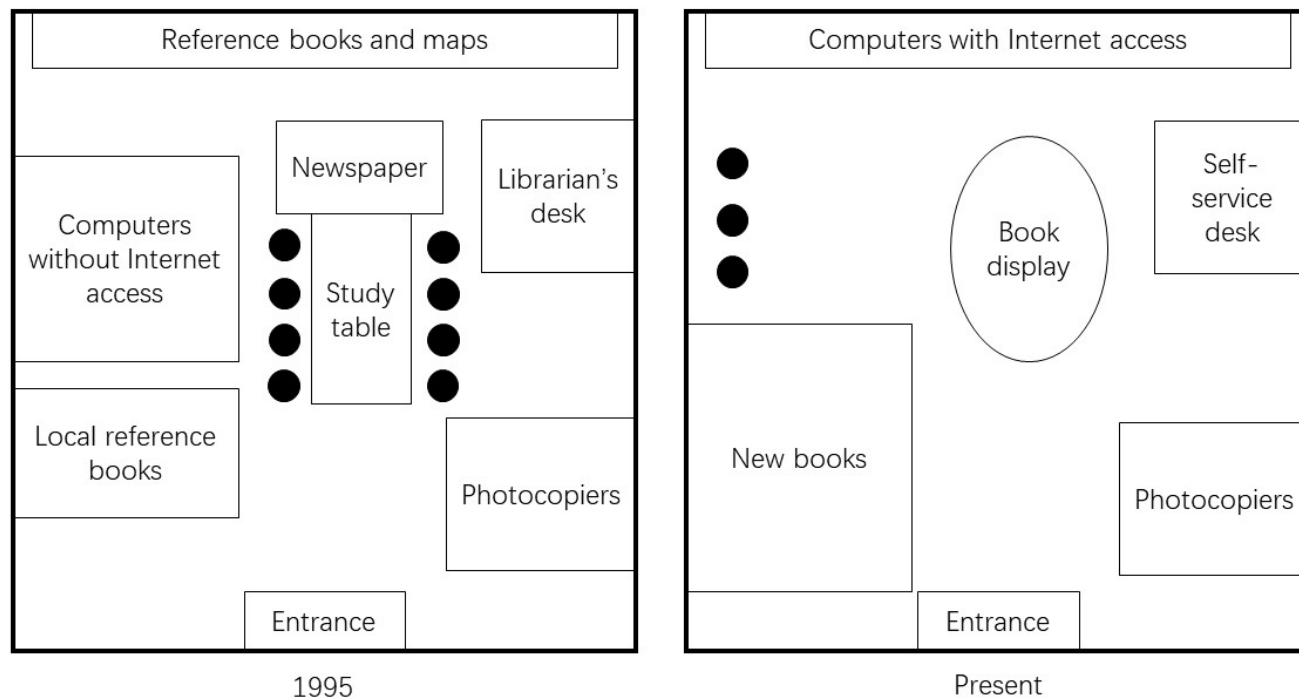 Reference books and maps
Newspaper
Librarian's
desk
Computers
without Internet
access
Study
table
Local reference
books
Photocopiers
Entrance
1995
Computers with Internet access
Self-
service
desk
Book
display
New books
Photocopiers
Entrance
Present